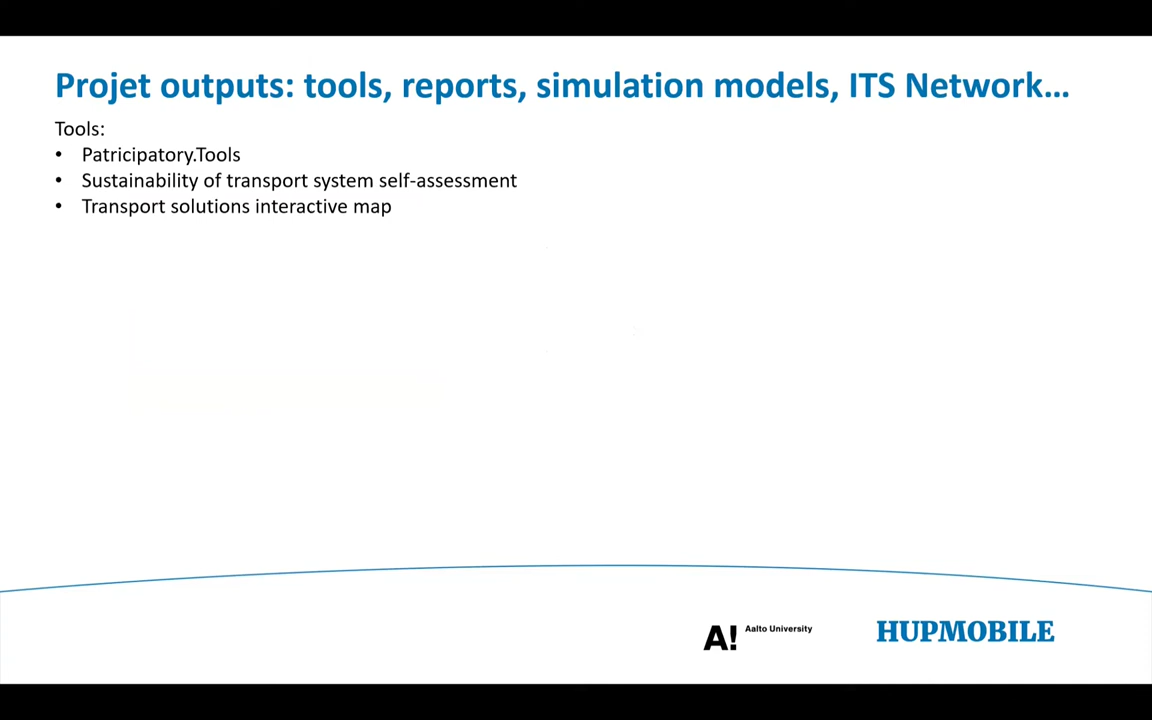 Projet outputs: tools, reports, simulation models, ITS Network...
Tools:
• Patricipatory.Tools
• Sustainability of transport system self-assessment
• Transport solutions interactive map
A! Aalto University
HUPMOBILE